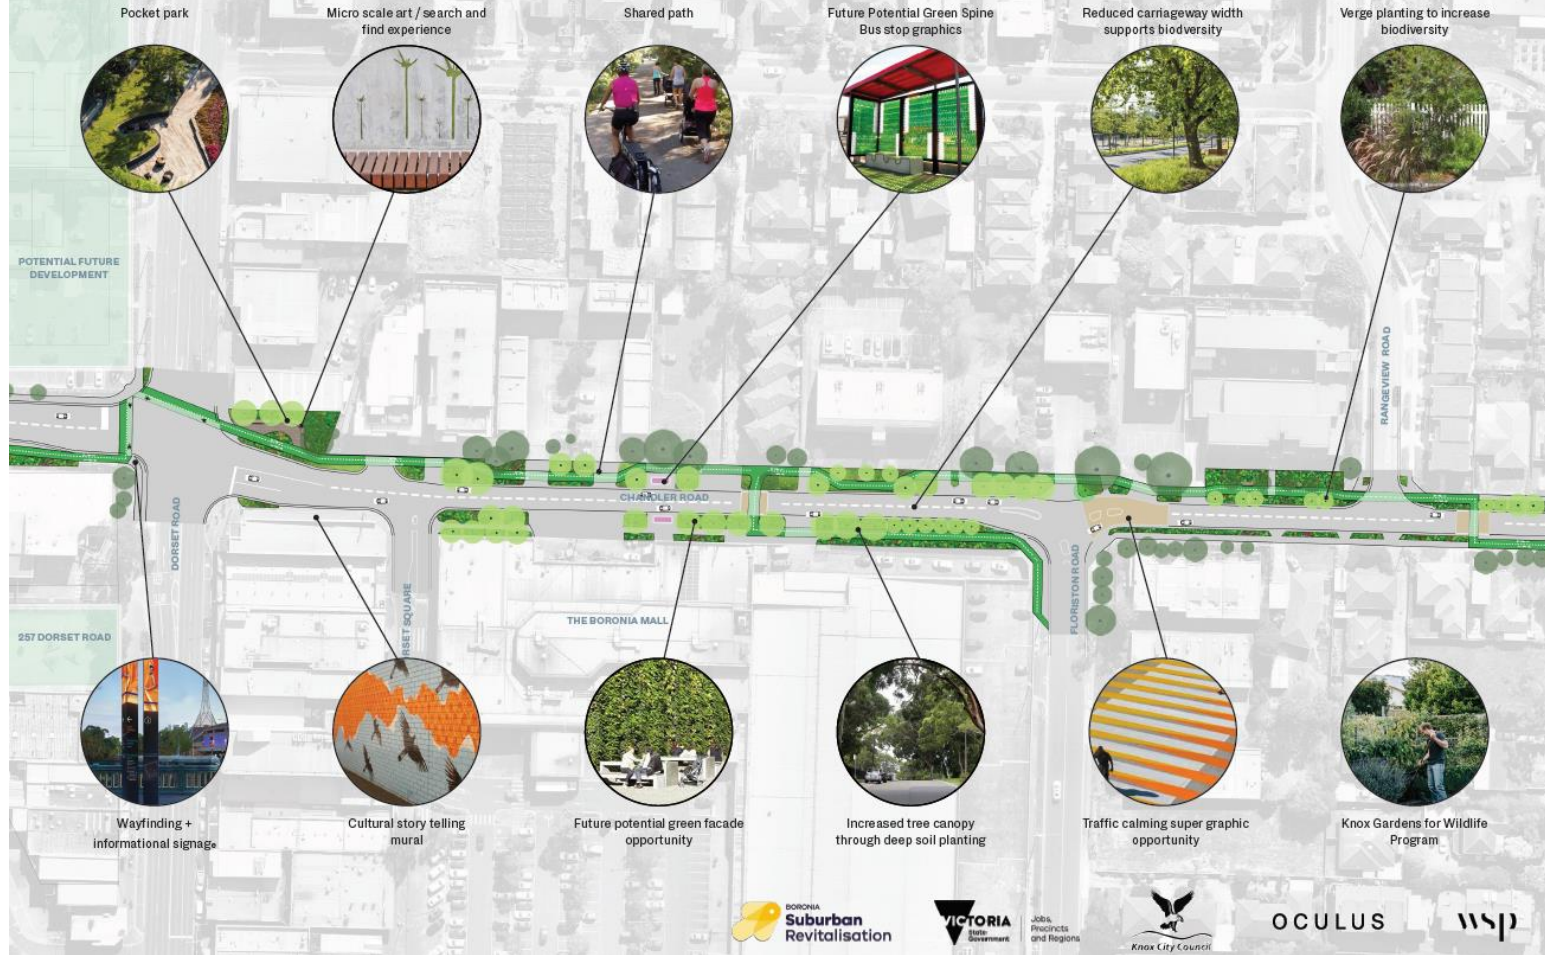 Pocket park
Micro scale art / search and
find experience
Shared path
Future Potential Green Spine
Bus stop graphics
Reduced carriageway width
supports biodversity
Verge planting to increase
biodiversity
POTENTIAL FUTURE
DEVELOPMENT
RANGEVIEW ROAD
CHANDLER ROAD
DORSET ROAD
RSET SQUARE
FLORISTON ROAD
THE BORONIA MALL
257 DORSET ROAD
Wayfinding +
informational signage
Cultural story telling
mural
Future potential green facade
opportunity
Increased tree canopy
through deep soil planting
Traffic calming super graphic
opportunity
Knox Gardens for Wildlife
Program
BORONIA
Suburban
Revitalisation
VICTORIA
State
Government
Jobs,
Precincts
and Regions
Knox City Council
OCULUS
wsp